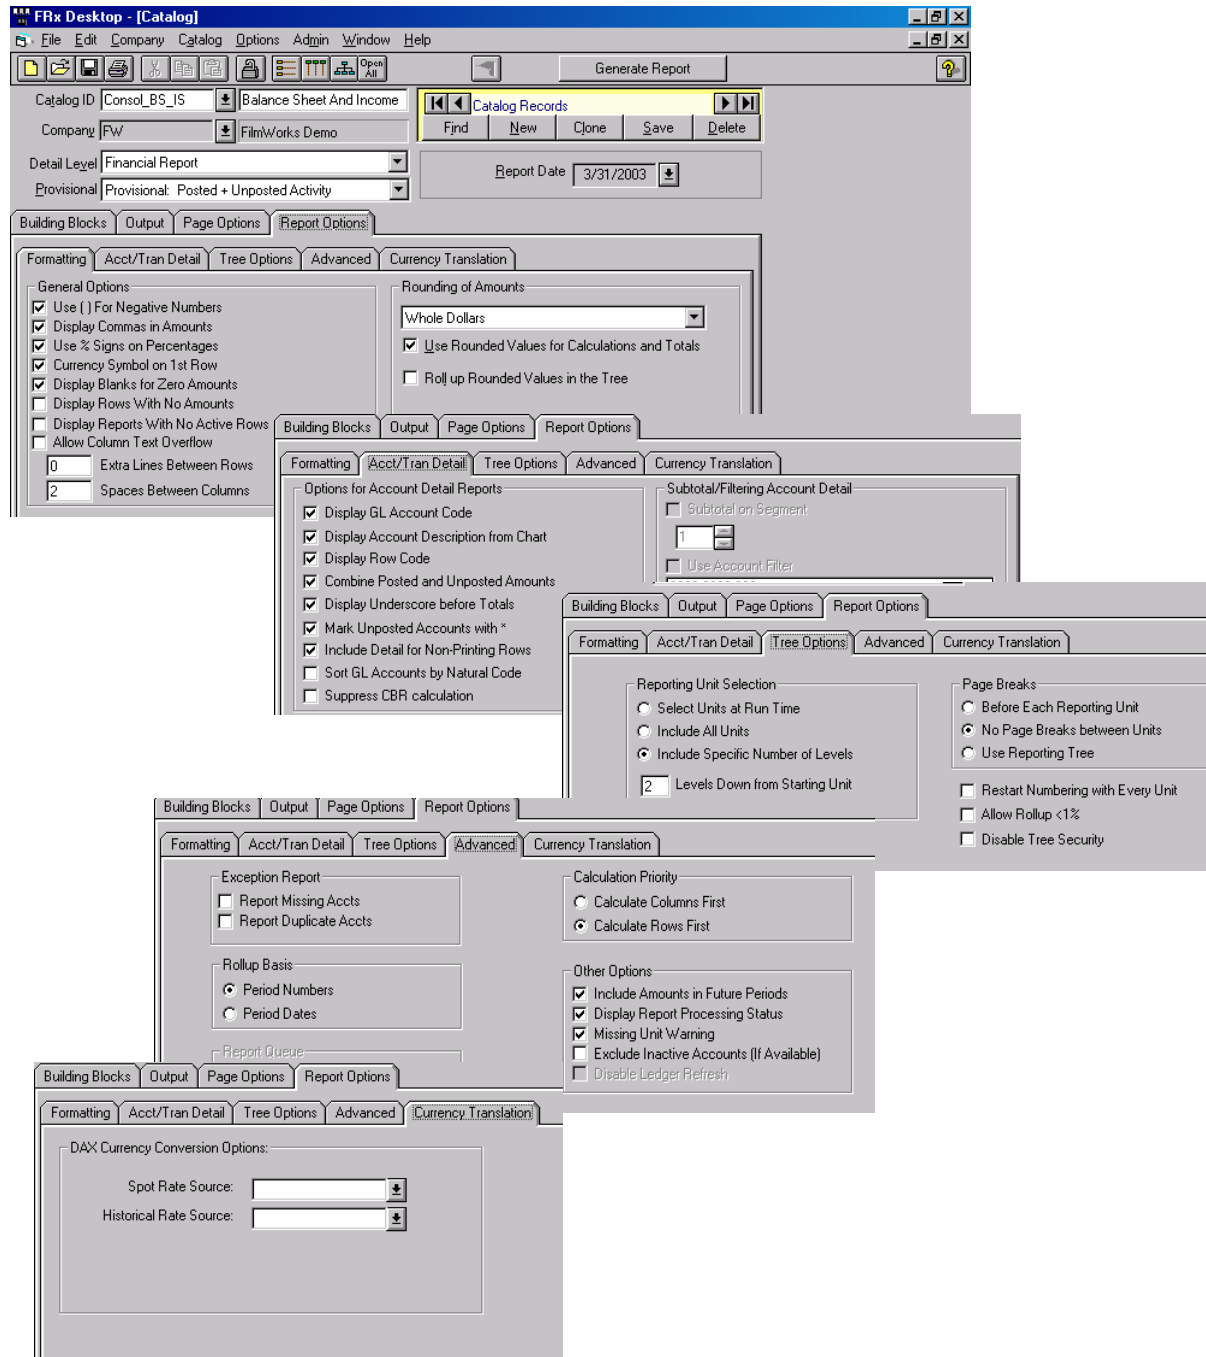 FRx Desktop - [Catalog]
File Edit Company Catalog Options Admin Window Help
Open All
Generate Report
Catalog ID Consol_BS_IS Balance Sheet And Income
Catalog Records
Company FW FilmWorks Demo
Find New Clone Save Delete
Detail Level Financial Report
Report Date 3/31/2003
Provisional Provisional: Posted + Unposted Activity
Building Blocks Output Page Options Report Options
Formatting Acct/Tran Detail Tree Options Advanced Currency Translation
General Options
Use ( ) For Negative Numbers
Display Commas in Amounts
Use % Signs on Percentages
Currency Symbol on 1st Row
Display Blanks for Zero Amounts
Display Rows With No Amounts
Display Reports With No Active Rows
Allow Column Text Overflow
0 Extra Lines Between Rows
2 Spaces Between Columns
Rounding of Amounts
Whole Dollars
Use Rounded Values for Calculations and Totals
Roll up Rounded Values in the Tree
Building Blocks Output Page Options Report Options
Formatting Acct/Tran Detail Tree Options Advanced Currency Translation
Options for Account Detail Reports
Display GL Account Code
Display Account Description from Chart
Display Row Code
Combine Posted and Unposted Amounts
Display Underscore before Totals
Mark Unposted Accounts with *
Include Detail for Non-Printing Rows
Sort GL Accounts by Natural Code
Suppress CBR calculation
Subtotal/Filtering Account Detail
Subtotal on Segment
1
Use Account Filter
Building Blocks Output Page Options Report Options
Formatting Acct/Tran Detail Tree Options Advanced Currency Translation
Reporting Unit Selection
Select Units at Run Time
Include All Units
Include Specific Number of Levels
2 Levels Down from Starting Unit
Page Breaks
Before Each Reporting Unit
No Page Breaks between Units
Use Reporting Tree
Restart Numbering with Every Unit
Allow Rollup <1%
Disable Tree Security
Building Blocks Output Page Options Report Options
Formatting Acct/Tran Detail Tree Options Advanced Currency Translation
Exception Report
Report Missing Accts
Report Duplicate Accts
Rollup Basis
Period Numbers
Period Dates
Report Queue
Calculation Priority
Calculate Columns First
Calculate Rows First
Other Options
Include Amounts in Future Periods
Display Report Processing Status
Missing Unit Warning
Exclude Inactive Accounts (If Available)
Disable Ledger Refresh
Building Blocks Output Page Options Report Options
Formatting Acct/Tran Detail Tree Options Advanced Currency Translation
DAX Currency Conversion Options:
Spot Rate Source:
Historical Rate Source: